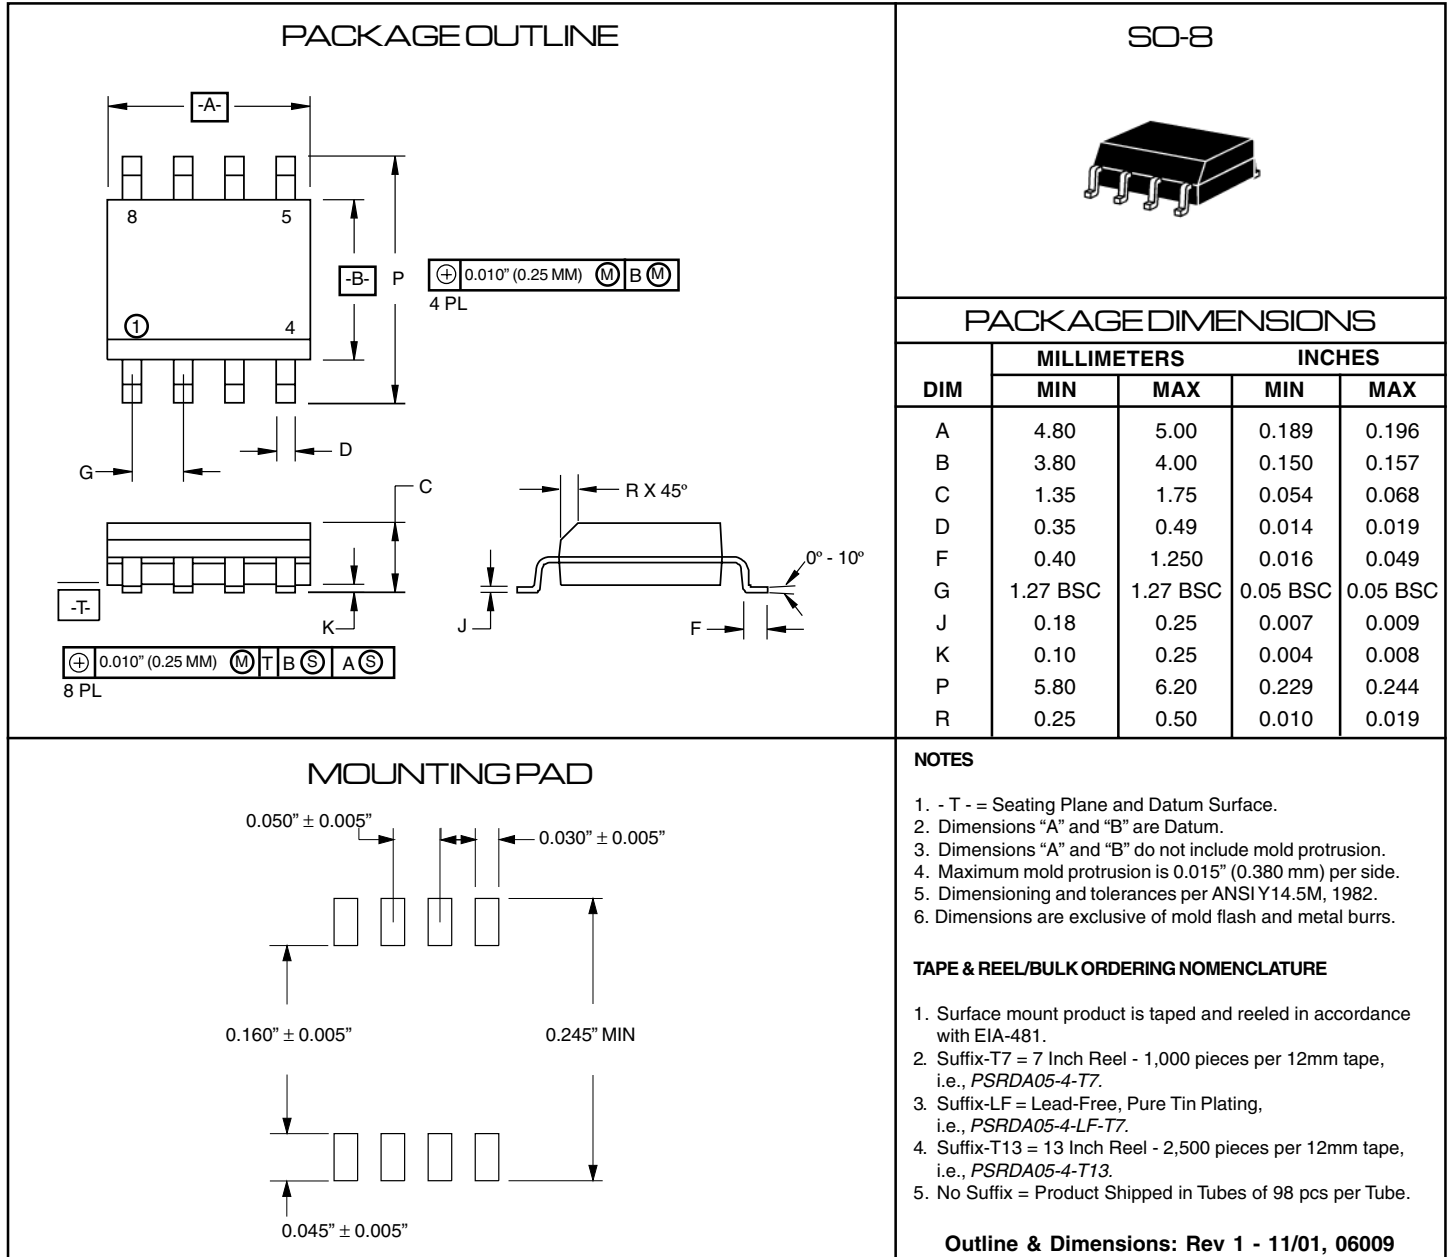 PACKAGE OUTLINE
-A-
8 5
-B- P
⌖ 0.010” (0.25 MM) Ⓜ B Ⓜ
4 PL
① 4
D
G
C
R X 45º
0º - 10º
-T-
K
J
F
⌖ 0.010” (0.25 MM) Ⓜ T B Ⓢ A Ⓢ
8 PL
SO-8
PACKAGE DIMENSIONS
MILLIMETERS INCHES
DIM MIN MAX MIN MAX
A 4.80 5.00 0.189 0.196
B 3.80 4.00 0.150 0.157
C 1.35 1.75 0.054 0.068
D 0.35 0.49 0.014 0.019
F 0.40 1.250 0.016 0.049
G 1.27 BSC 1.27 BSC 0.05 BSC 0.05 BSC
J 0.18 0.25 0.007 0.009
K 0.10 0.25 0.004 0.008
P 5.80 6.20 0.229 0.244
R 0.25 0.50 0.010 0.019
MOUNTING PAD
0.050” ± 0.005”
0.030” ± 0.005”
0.160” ± 0.005”
0.245” MIN
0.045” ± 0.005”
NOTES
1. - T - = Seating Plane and Datum Surface.
2. Dimensions “A” and “B” are Datum.
3. Dimensions “A” and “B” do not include mold protrusion.
4. Maximum mold protrusion is 0.015” (0.380 mm) per side.
5. Dimensioning and tolerances per ANSI Y14.5M, 1982.
6. Dimensions are exclusive of mold flash and metal burrs.
TAPE & REEL/BULK ORDERING NOMENCLATURE
1. Surface mount product is taped and reeled in accordance
with EIA-481.
2. Suffix-T7 = 7 Inch Reel - 1,000 pieces per 12mm tape,
i.e., PSRDA05-4-T7.
3. Suffix-LF = Lead-Free, Pure Tin Plating,
i.e., PSRDA05-4-LF-T7.
4. Suffix-T13 = 13 Inch Reel - 2,500 pieces per 12mm tape,
i.e., PSRDA05-4-T13.
5. No Suffix = Product Shipped in Tubes of 98 pcs per Tube.
Outline & Dimensions: Rev 1 - 11/01, 06009